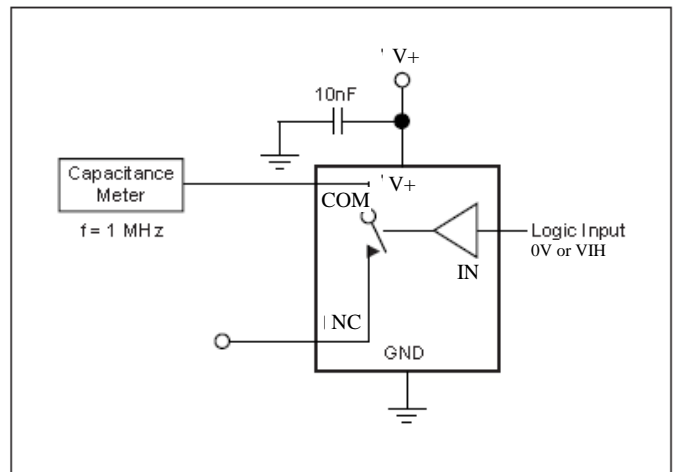 V+
10nF
Capacitance
Meter
f = 1 MHz
V+
COM
Logic Input
0V or VIH
IN
NC
GND